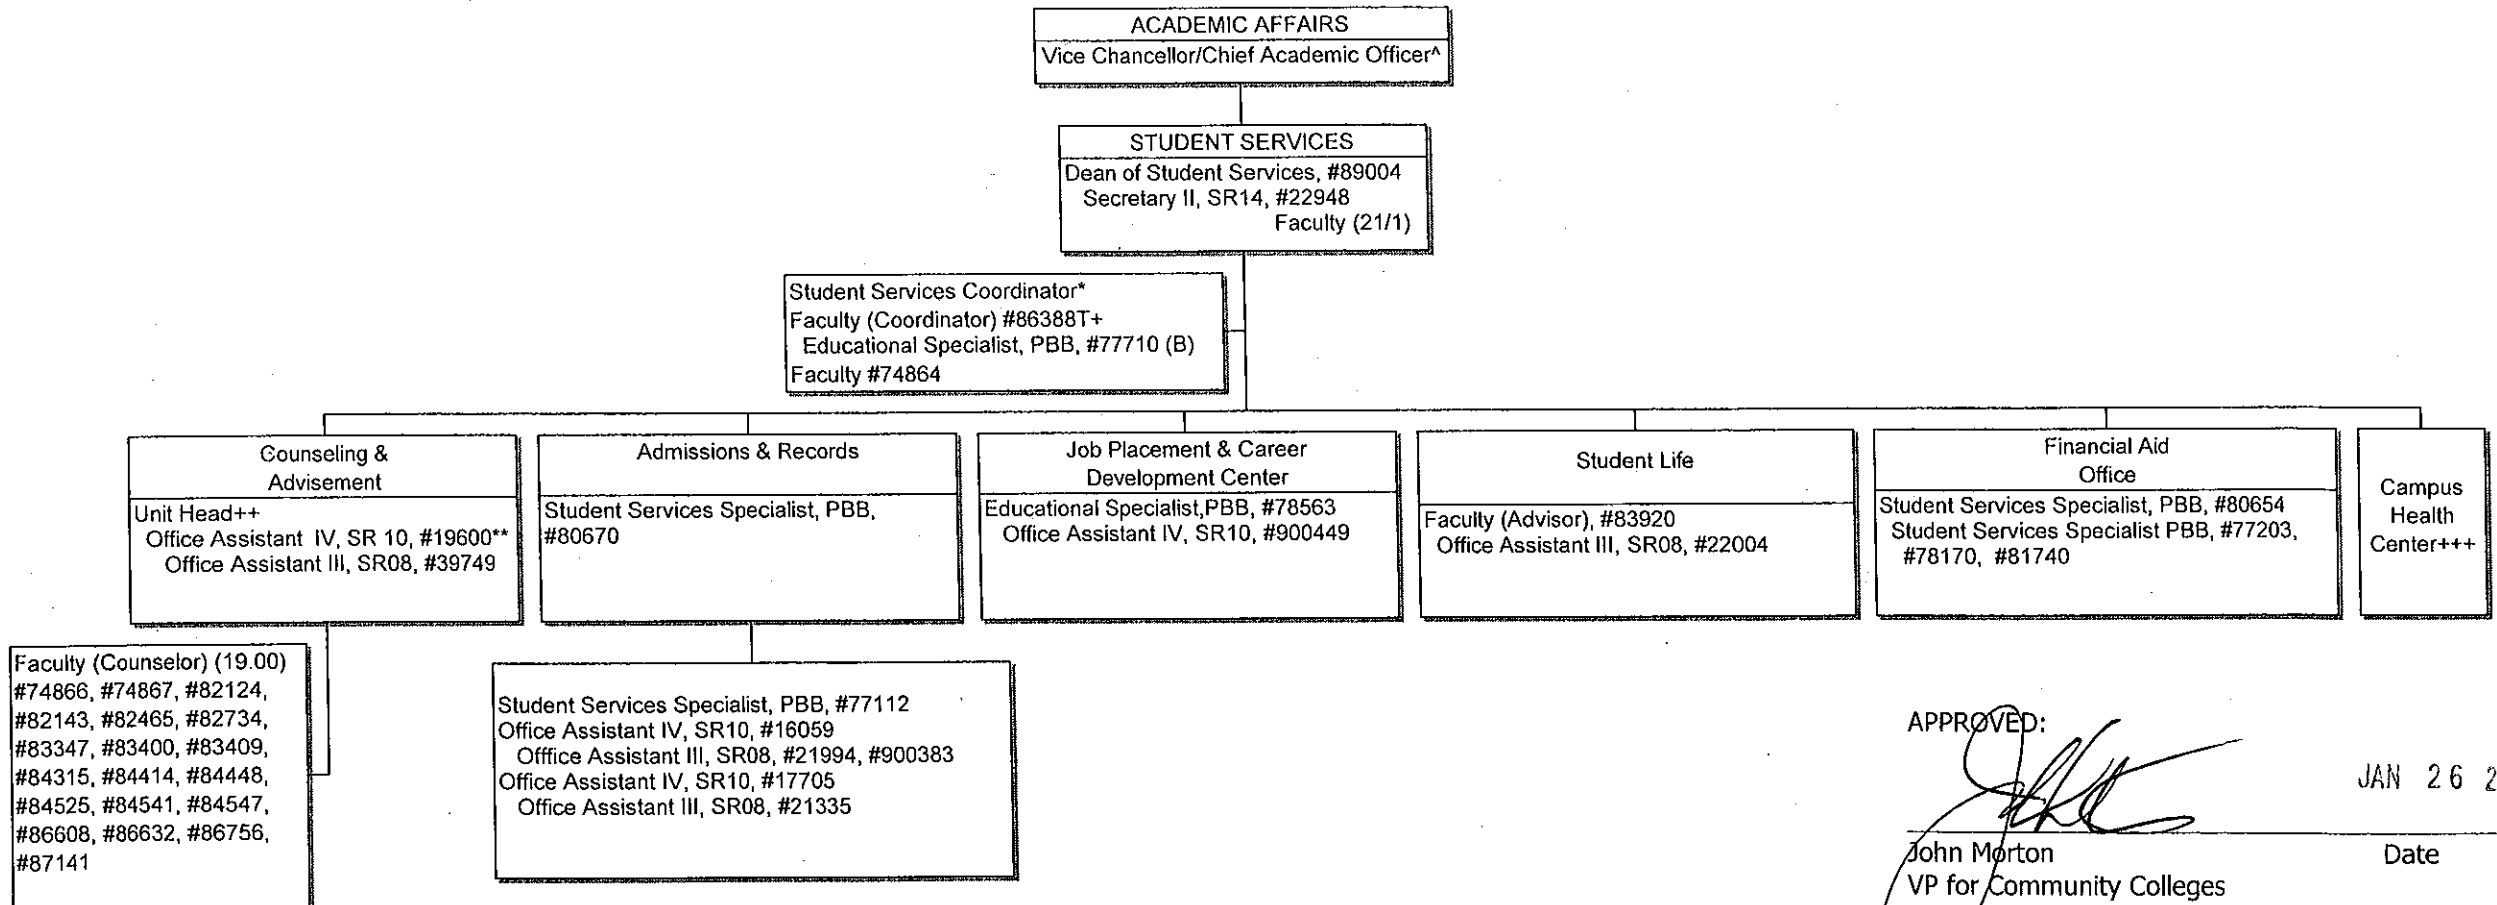 ACADEMIC AFFAIRS
Vice Chancellor/Chief Academic Officer^
STUDENT SERVICES
Dean of Student Services, #89004
Secretary II, SR14, #22948
Faculty (21/1)
Student Services Coordinator*
Faculty (Coordinator) #86388T+
Educational Specialist, PBB, #77710 (B)
Faculty #74864
Counseling &
Advisement
Unit Head++
Office Assistant IV, SR 10, #19600**
Office Assistant III, SR08, #39749
Admissions & Records
Student Services Specialist, PBB,
#80670
Job Placement & Career
Development Center
Educational Specialist,PBB, #78563
Office Assistant IV, SR10, #900449
Student Life
Faculty (Advisor), #83920
Office Assistant III, SR08, #22004
Financial Aid
Office
Student Services Specialist, PBB, #80654
Student Services Specialist PBB, #77203,
#78170, #81740
Campus
Health
Center+++
Faculty (Counselor) (19.00)
#74866, #74867, #82124,
#82143, #82465, #82734,
#83347, #83400, #83409,
#84315, #84414, #84448,
#84525, #84541, #84547,
#86608, #86632, #86756,
#87141
Student Services Specialist, PBB, #77112
Office Assistant IV, SR10, #16059
Offfice Assistant III, SR08, #21994, #900383
Office Assistant IV, SR10, #17705
Office Assistant III, SR08, #21335
APPROVED:
JAN 26 2
John Morton
Date
VP for Community Colleges